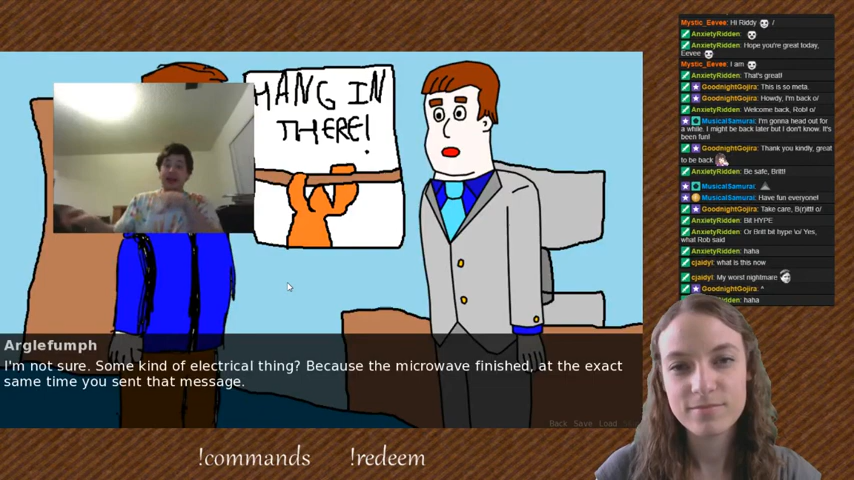 HANG IN
THERE!
Arglefumph
I'm not sure. Some kind of electrical thing? Because the microwave finished, at the exact
same time you sent that message.
Back Save Load
!commands !redeem
Mystic_Eevee: Hi Riddy /
AnxietyRidden:
AnxietyRidden: Hope you're great today,
Eevee
Mystic_Eevee: I am
AnxietyRidden: That's great!
GoodnightGojira: This is so meta.
GoodnightGojira: Howdy, I'm back o/
AnxietyRidden: Welcome back, Rob! o/
MusicalSamurai: I'm gonna head out for
a while. I might be back later but I don't know. It's
been fun!
GoodnightGojira: Thank you kindly, great
to be back
AnxietyRidden: Be safe, Britt!
MusicalSamurai:
MusicalSamurai: Have fun everyone!
GoodnightGojira: Take care, B(r)itt! o/
AnxietyRidden: Bit HYPE
AnxietyRidden: Or Britt bit hype \o/ Yes,
what Rob said
AnxietyRidden: haha
cjaidyl: what is this now
cjaidyl: My worst nightmare
GoodnightGojira: ^
AnxietyRidden: haha